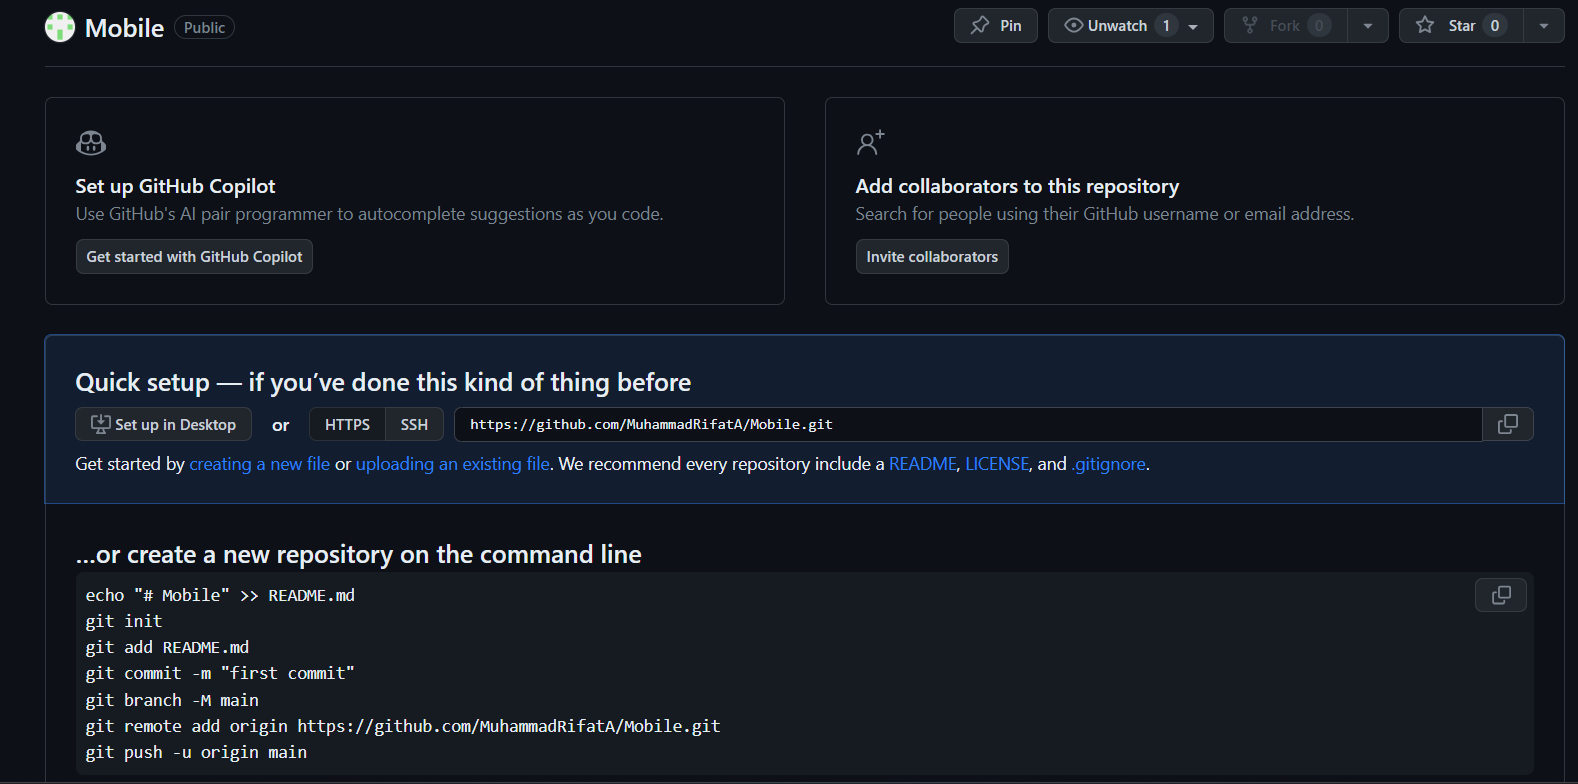 Mobile Public Pin Unwatch 1 Fork 0 Star 0
Set up GitHub Copilot
Use GitHub's AI pair programmer to autocomplete suggestions as you code.
Get started with GitHub Copilot
Add collaborators to this repository
Search for people using their GitHub username or email address.
Invite collaborators
Quick setup — if you’ve done this kind of thing before
Set up in Desktop or HTTPS SSH https://github.com/MuhammadRifatA/Mobile.git
Get started by creating a new file or uploading an existing file. We recommend every repository include a README, LICENSE, and .gitignore.
…or create a new repository on the command line
echo "# Mobile" >> README.md
git init
git add README.md
git commit -m "first commit"
git branch -M main
git remote add origin https://github.com/MuhammadRifatA/Mobile.git
git push -u origin main